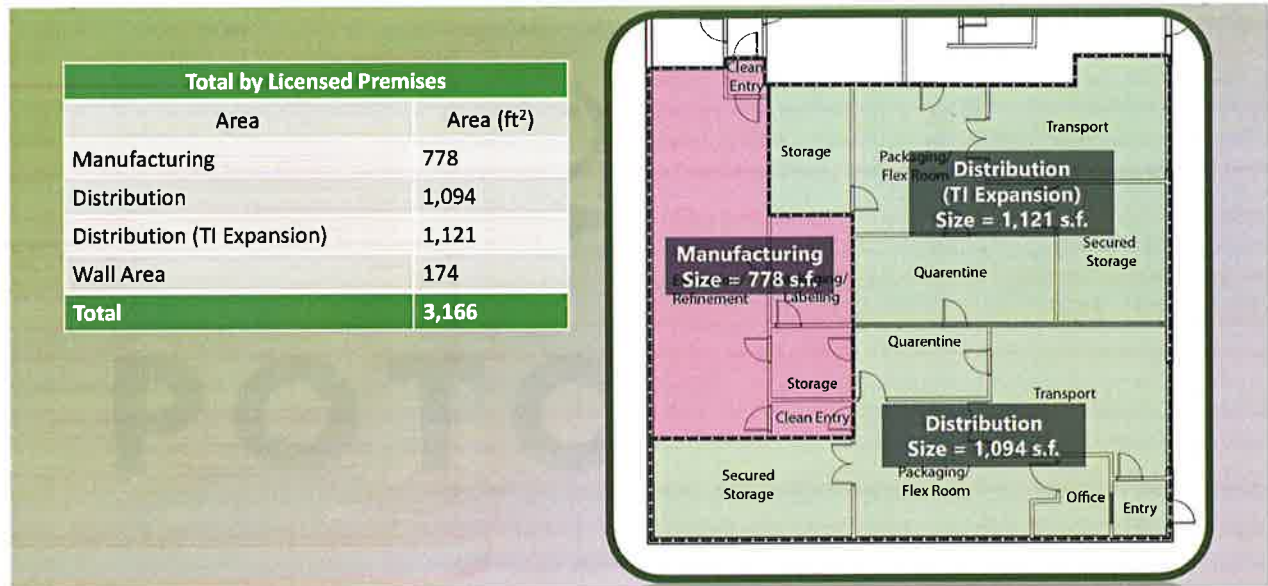 Total by Licensed Premises
Area Area (ft²)
Manufacturing 778
Distribution 1,094
Distribution (TI Expansion) 1,121
Wall Area 174
Total 3,166
Clean
Entry
Storage
Packaging/
Flex Room
Transport
Distribution
(TI Expansion)
Size = 1,121 s.f.
Secured
Storage
Quarentine
Manufacturing
Size = 778 s.f.
Refinement
Labeling
Quarentine
Storage
Clean Entry
Transport
Distribution
Size = 1,094 s.f.
Secured
Storage
Packaging/
Flex Room
Office
Entry